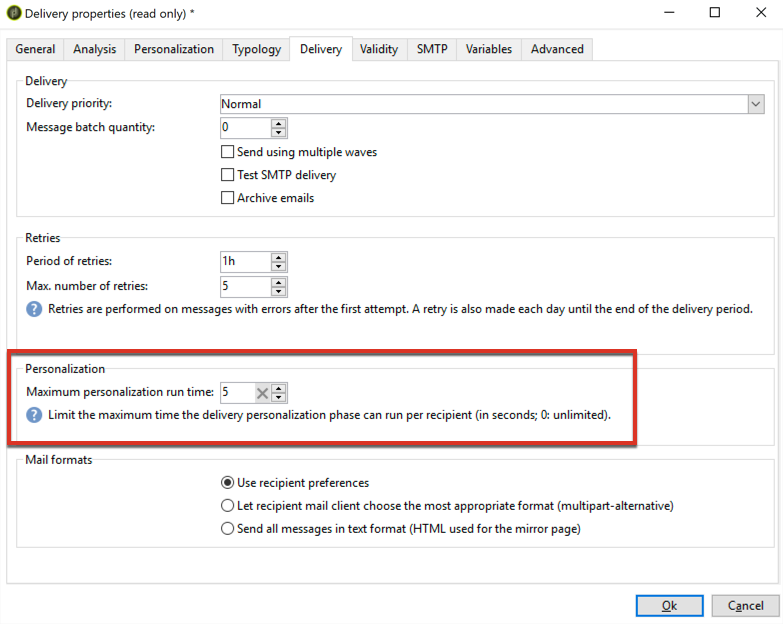 Delivery properties (read only) *
General Analysis Personalization Typology Delivery Validity SMTP Variables Advanced
Delivery
Delivery priority: Normal
Message batch quantity: 0
Send using multiple waves
Test SMTP delivery
Archive emails
Retries
Period of retries: 1h
Max. number of retries: 5
? Retries are performed on messages with errors after the first attempt. A retry is also made each day until the end of the delivery period.
Personalization
Maximum personalization run time: 5
? Limit the maximum time the delivery personalization phase can run per recipient (in seconds; 0: unlimited).
Mail formats
Use recipient preferences
Let recipient mail client choose the most appropriate format (multipart-alternative)
Send all messages in text format (HTML used for the mirror page)
Ok Cancel